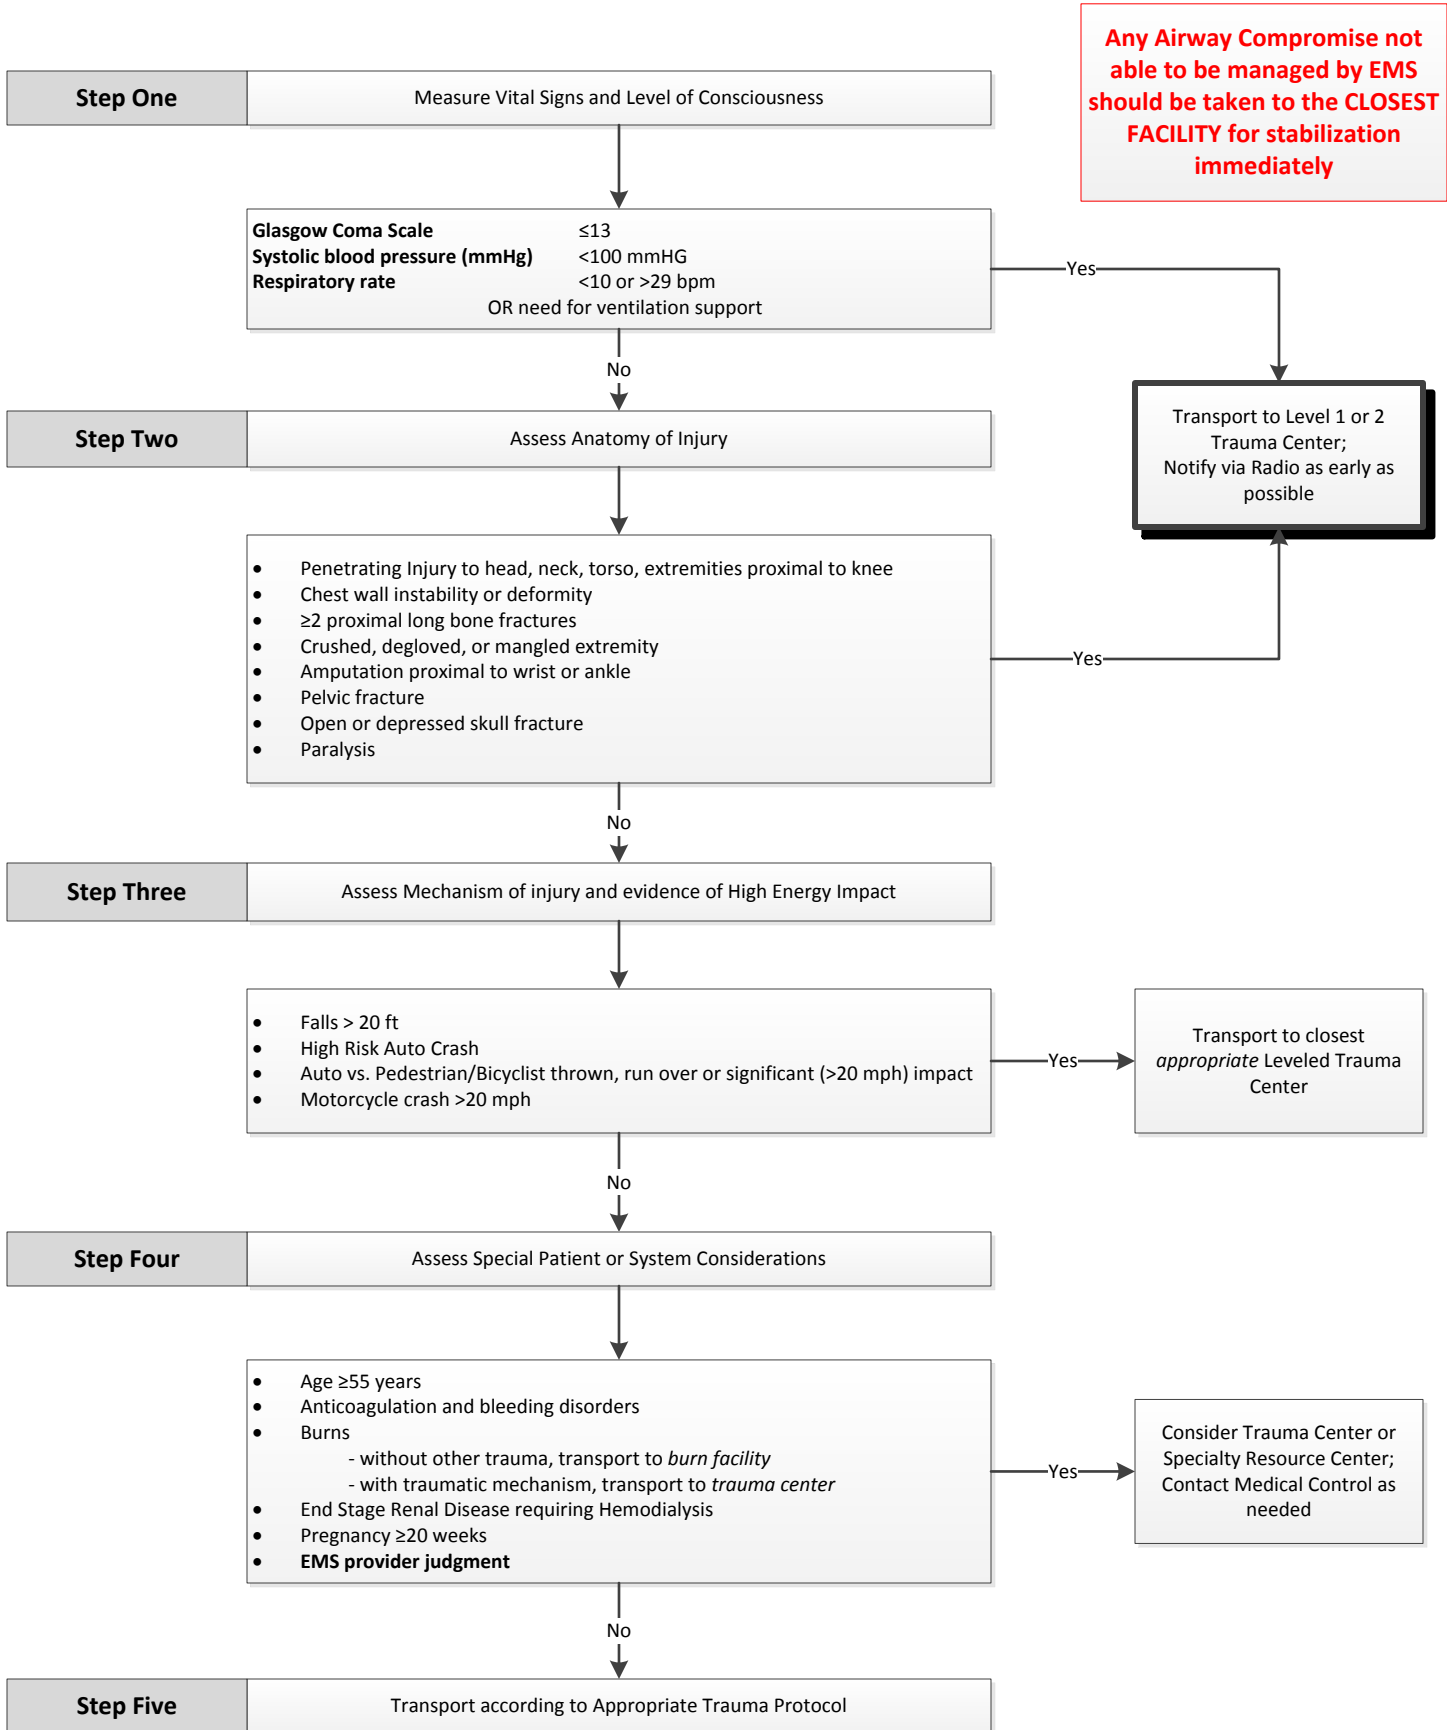 Any Airway Compromise not
able to be managed by EMS
should be taken to the CLOSEST
FACILITY for stabilization
immediately
Step One
Measure Vital Signs and Level of Consciousness
Glasgow Coma Scale ≤13
Systolic blood pressure (mmHg) <100 mmHG
Respiratory rate <10 or >29 bpm
OR need for ventilation support
Yes
No
Transport to Level 1 or 2
Trauma Center;
Notify via Radio as early as
possible
Step Two
Assess Anatomy of Injury
• Penetrating Injury to head, neck, torso, extremities proximal to knee
• Chest wall instability or deformity
• ≥2 proximal long bone fractures
• Crushed, degloved, or mangled extremity
• Amputation proximal to wrist or ankle
• Pelvic fracture
• Open or depressed skull fracture
• Paralysis
Yes
No
Step Three
Assess Mechanism of injury and evidence of High Energy Impact
• Falls > 20 ft
• High Risk Auto Crash
• Auto vs. Pedestrian/Bicyclist thrown, run over or significant (>20 mph) impact
• Motorcycle crash >20 mph
Yes
Transport to closest
appropriate Leveled Trauma
Center
No
Step Four
Assess Special Patient or System Considerations
• Age ≥55 years
• Anticoagulation and bleeding disorders
• Burns
- without other trauma, transport to burn facility
- with traumatic mechanism, transport to trauma center
• End Stage Renal Disease requiring Hemodialysis
• Pregnancy ≥20 weeks
• EMS provider judgment
Yes
Consider Trauma Center or
Specialty Resource Center;
Contact Medical Control as
needed
No
Step Five
Transport according to Appropriate Trauma Protocol